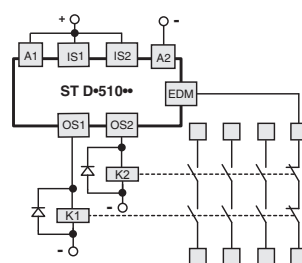 + -
A1 IS1 IS2 A2
ST D•510••
EDM
OS1 OS2
K2
-
K1
-